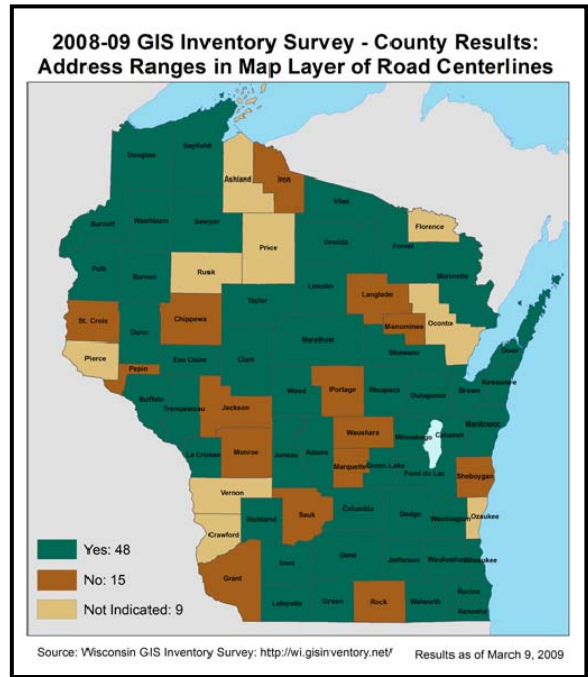 2008-09 GIS Inventory Survey - County Results:
Address Ranges in Map Layer of Road Centerlines
Douglas
Bayfield
Ashland
Iron
Vilas
Florence
Burnett
Washburn
Sawyer
Price
Oneida
Forest
Marinette
Polk
Barron
Rusk
Lincoln
Langlade
Oconto
Taylor
St. Croix
Chippewa
Menominee
Dunn
Marathon
Shawano
Door
Pierce
Pepin
Eau Claire
Clark
Kewaunee
Buffalo
Trempealeau
Jackson
Wood
Portage
Waupaca
Outagamie
Brown
Waushara
Winnebago
Calumet
Manitowoc
La Crosse
Monroe
Juneau
Adams
Marquette
Green Lake
Fond du Lac
Sheboygan
Vernon
Sauk
Columbia
Dodge
Washington
Ozaukee
Richland
Crawford
Iowa
Dane
Jefferson
Waukesha
Milwaukee
Grant
Lafayette
Green
Rock
Walworth
Racine
Kenosha
Yes: 48
No: 15
Not Indicated: 9
Source: Wisconsin GIS Inventory Survey: http://wi.gisinventory.net/
Results as of March 9, 2009